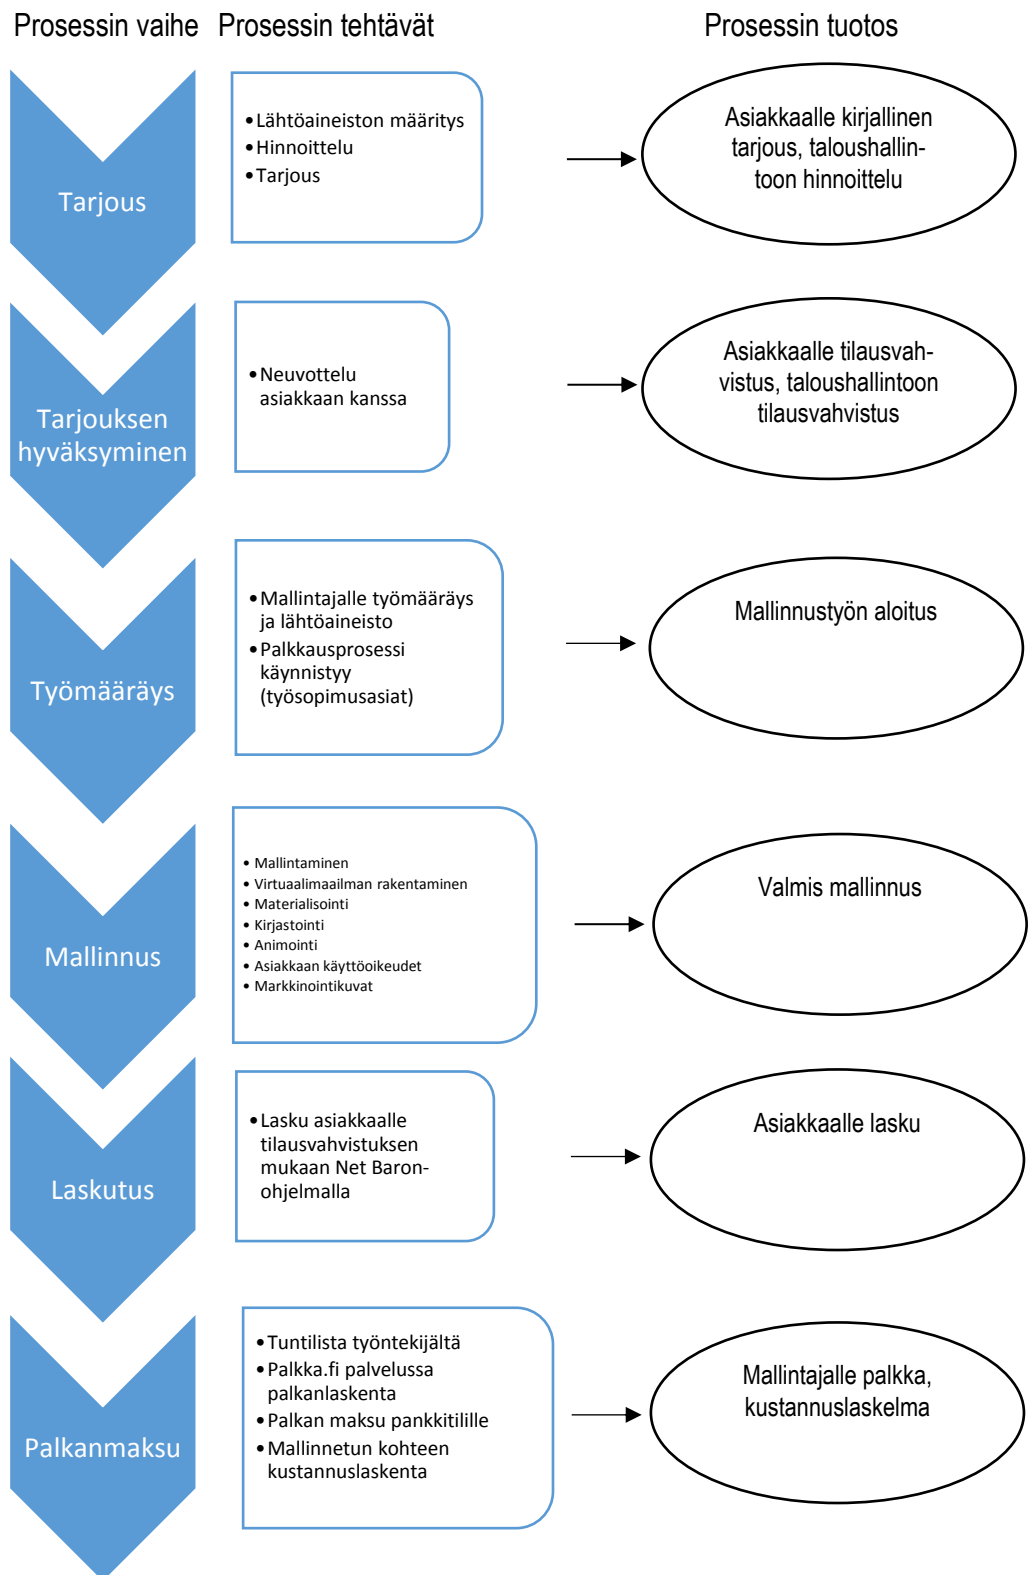 Prosessin vaihe Prosessin tehtävät Prosessin tuotos
Tarjous
•Lähtöaineiston määritys
•Hinnoittelu
•Tarjous
Asiakkaalle kirjallinen
tarjous, taloushallin-
toon hinnoittelu
Tarjouksen
hyväksyminen
•Neuvottelu
asiakkaan kanssa
Asiakkaalle tilausvah-
vistus, taloushallintoon
tilausvahvistus
Työmääräys
•Mallintajalle työmääräys
ja lähtöaineisto
•Palkkausprosessi
käynnistyy
(työsopimusasiat)
Mallinnustyön aloitus
Mallinnus
• Mallintaminen
• Virtuaalimaailman rakentaminen
• Materialisointi
• Kirjastointi
• Animointi
• Asiakkaan käyttöoikeudet
• Markkinointikuvat
Valmis mallinnus
Laskutus
•Lasku asiakkaalle
tilausvahvistuksen
mukaan Net Baron-
ohjelmalla
Asiakkaalle lasku
Palkanmaksu
•Tuntilista työntekijältä
•Palkka.fi palvelussa
palkanlaskenta
•Palkan maksu pankkitilille
•Mallinnetun kohteen
kustannuslaskenta
Mallintajalle palkka,
kustannuslaskelma